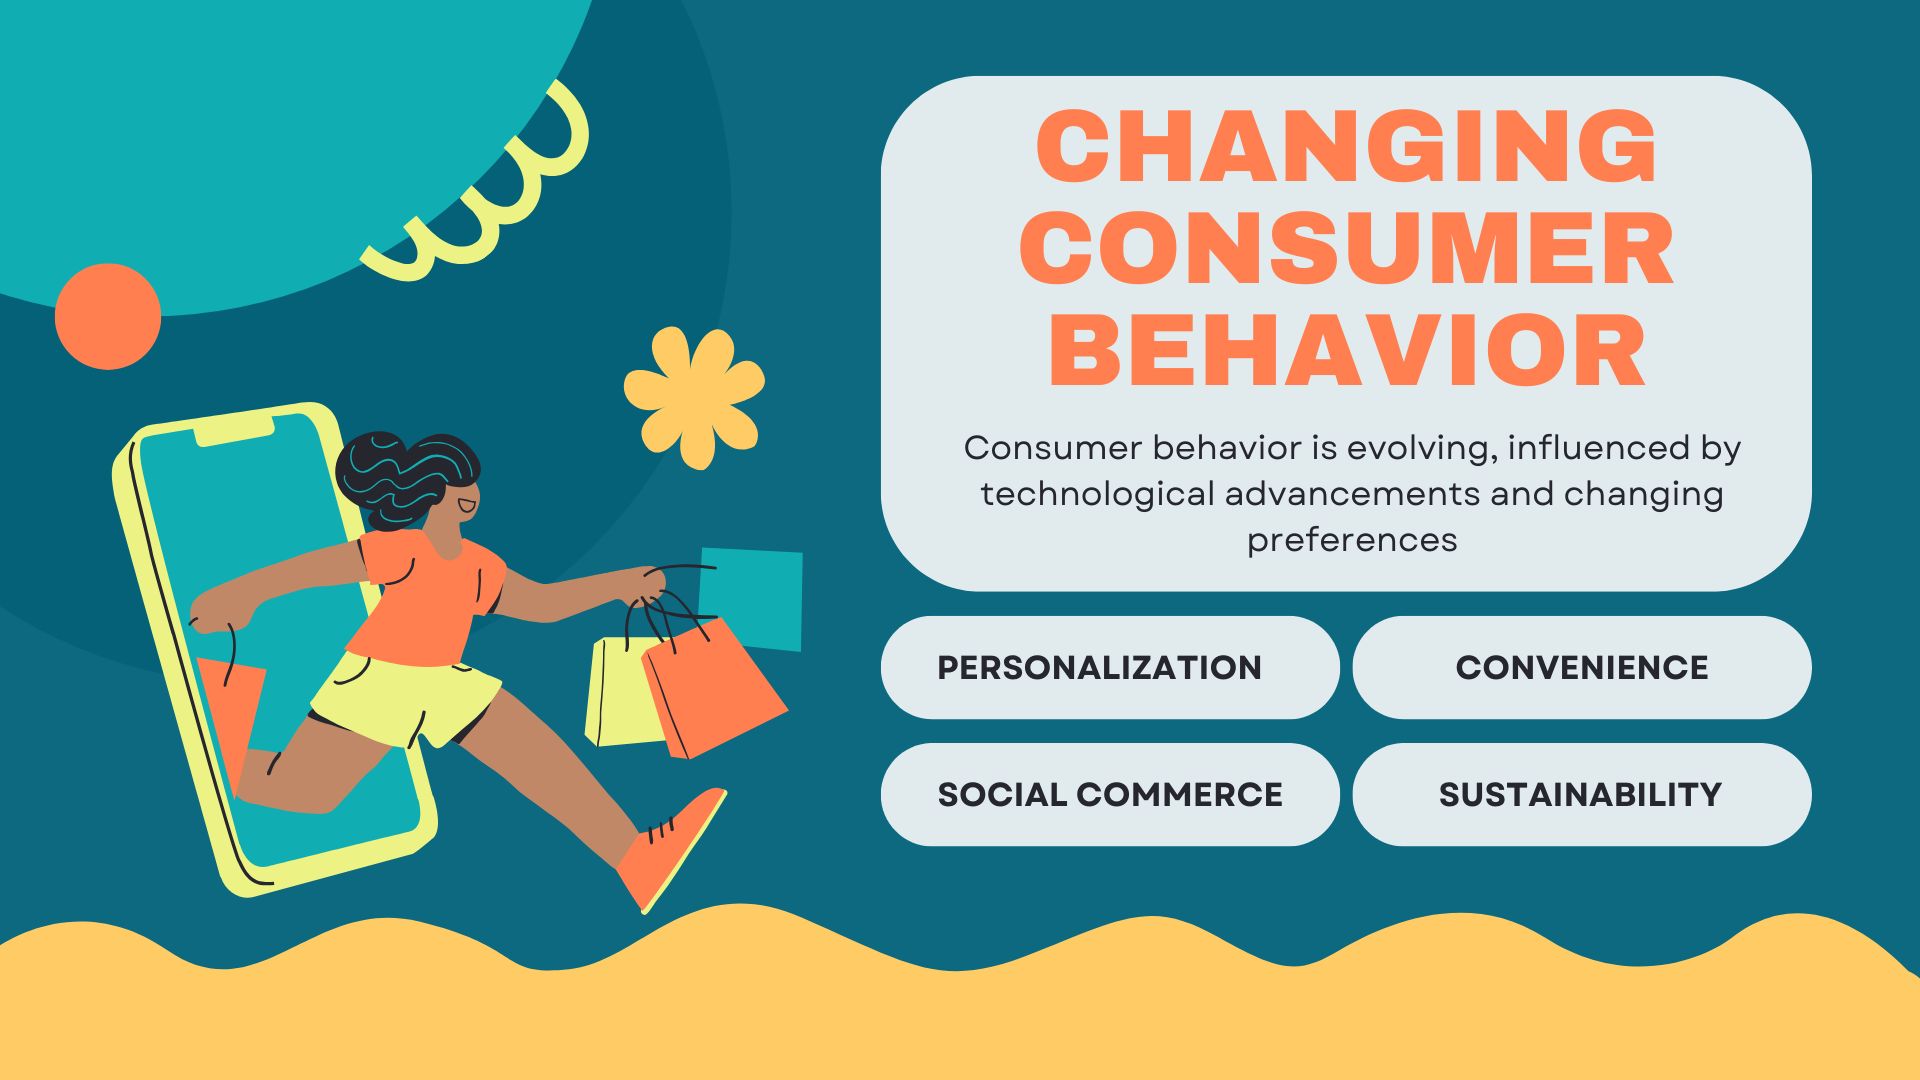 CHANGING
CONSUMER
BEHAVIOR
Consumer behavior is evolving, influenced by
technological advancements and changing
preferences
PERSONALIZATION
CONVENIENCE
SOCIAL COMMERCE
SUSTAINABILITY